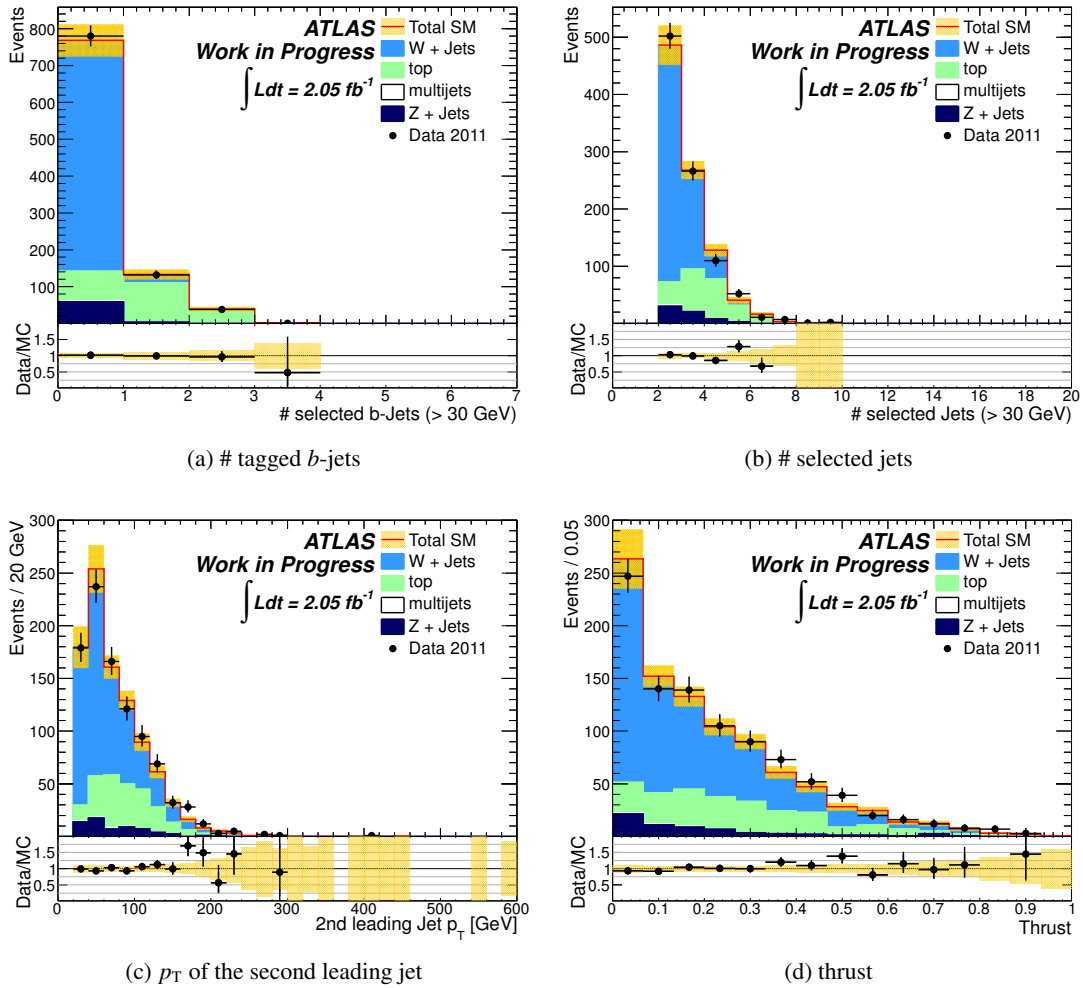 Events
800
700
600
500
400
300
200
100
ATLAS
Work in Progress
∫ Ldt = 2.05 fb⁻¹
Total SM
W + Jets
top
multijets
Z + Jets
Data 2011
Data/MC
1.5
1
0.5
0 1 2 3 4 5 6 7
# selected b-Jets (> 30 GeV)
(a) # tagged b-jets
Events
500
400
300
200
100
ATLAS
Work in Progress
∫ Ldt = 2.05 fb⁻¹
Total SM
W + Jets
top
multijets
Z + Jets
Data 2011
Data/MC
1.5
1
0.5
0 2 4 6 8 10 12 14 16 18 20
# selected Jets (> 30 GeV)
(b) # selected jets
Events / 20 GeV
300
250
200
150
100
50
ATLAS
Work in Progress
∫ Ldt = 2.05 fb⁻¹
Total SM
W + Jets
top
multijets
Z + Jets
Data 2011
Data/MC
1.5
1
0.5
0 100 200 300 400 500 600
2nd leading Jet p_T [GeV]
(c) p_T of the second leading jet
Events / 0.05
300
250
200
150
100
50
ATLAS
Work in Progress
∫ Ldt = 2.05 fb⁻¹
Total SM
W + Jets
top
multijets
Z + Jets
Data 2011
Data/MC
1.5
1
0.5
0 0.1 0.2 0.3 0.4 0.5 0.6 0.7 0.8 0.9 1
Thrust
(d) thrust